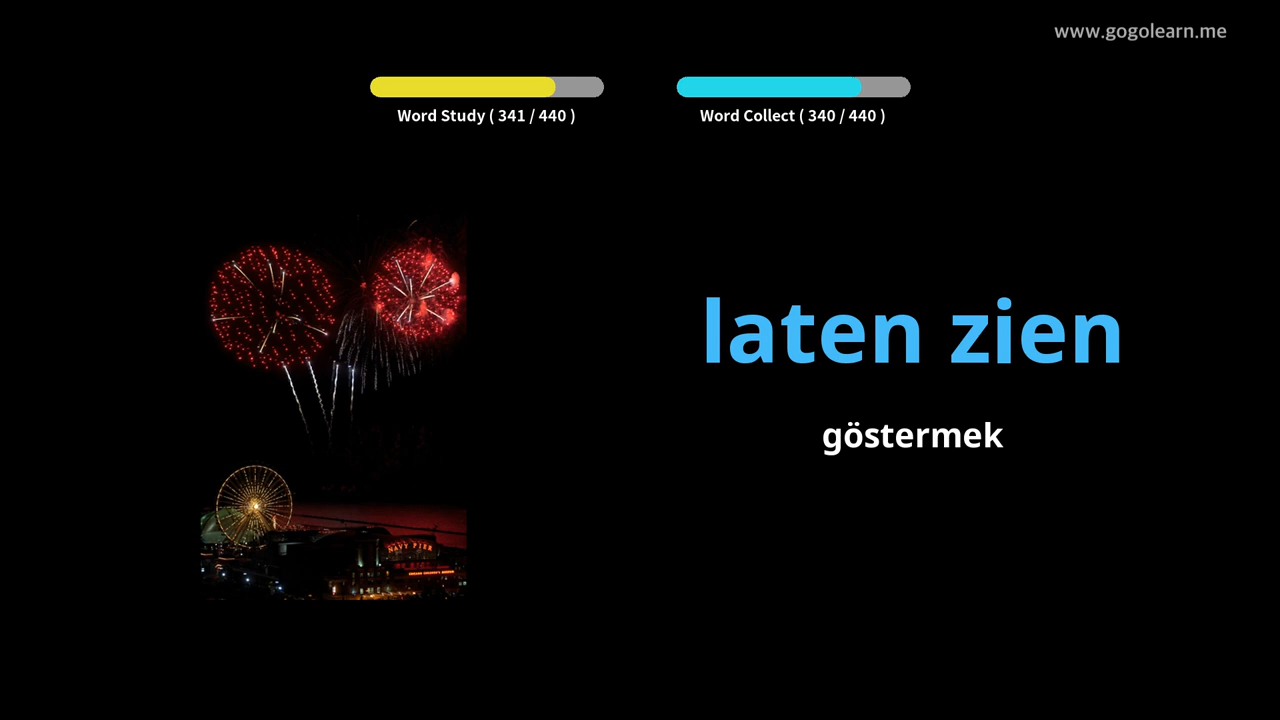 www.gogolearn.me
Word Study ( 341 / 440 )
Word Collect ( 340 / 440 )
laten zien
göstermek
NAVY PIER